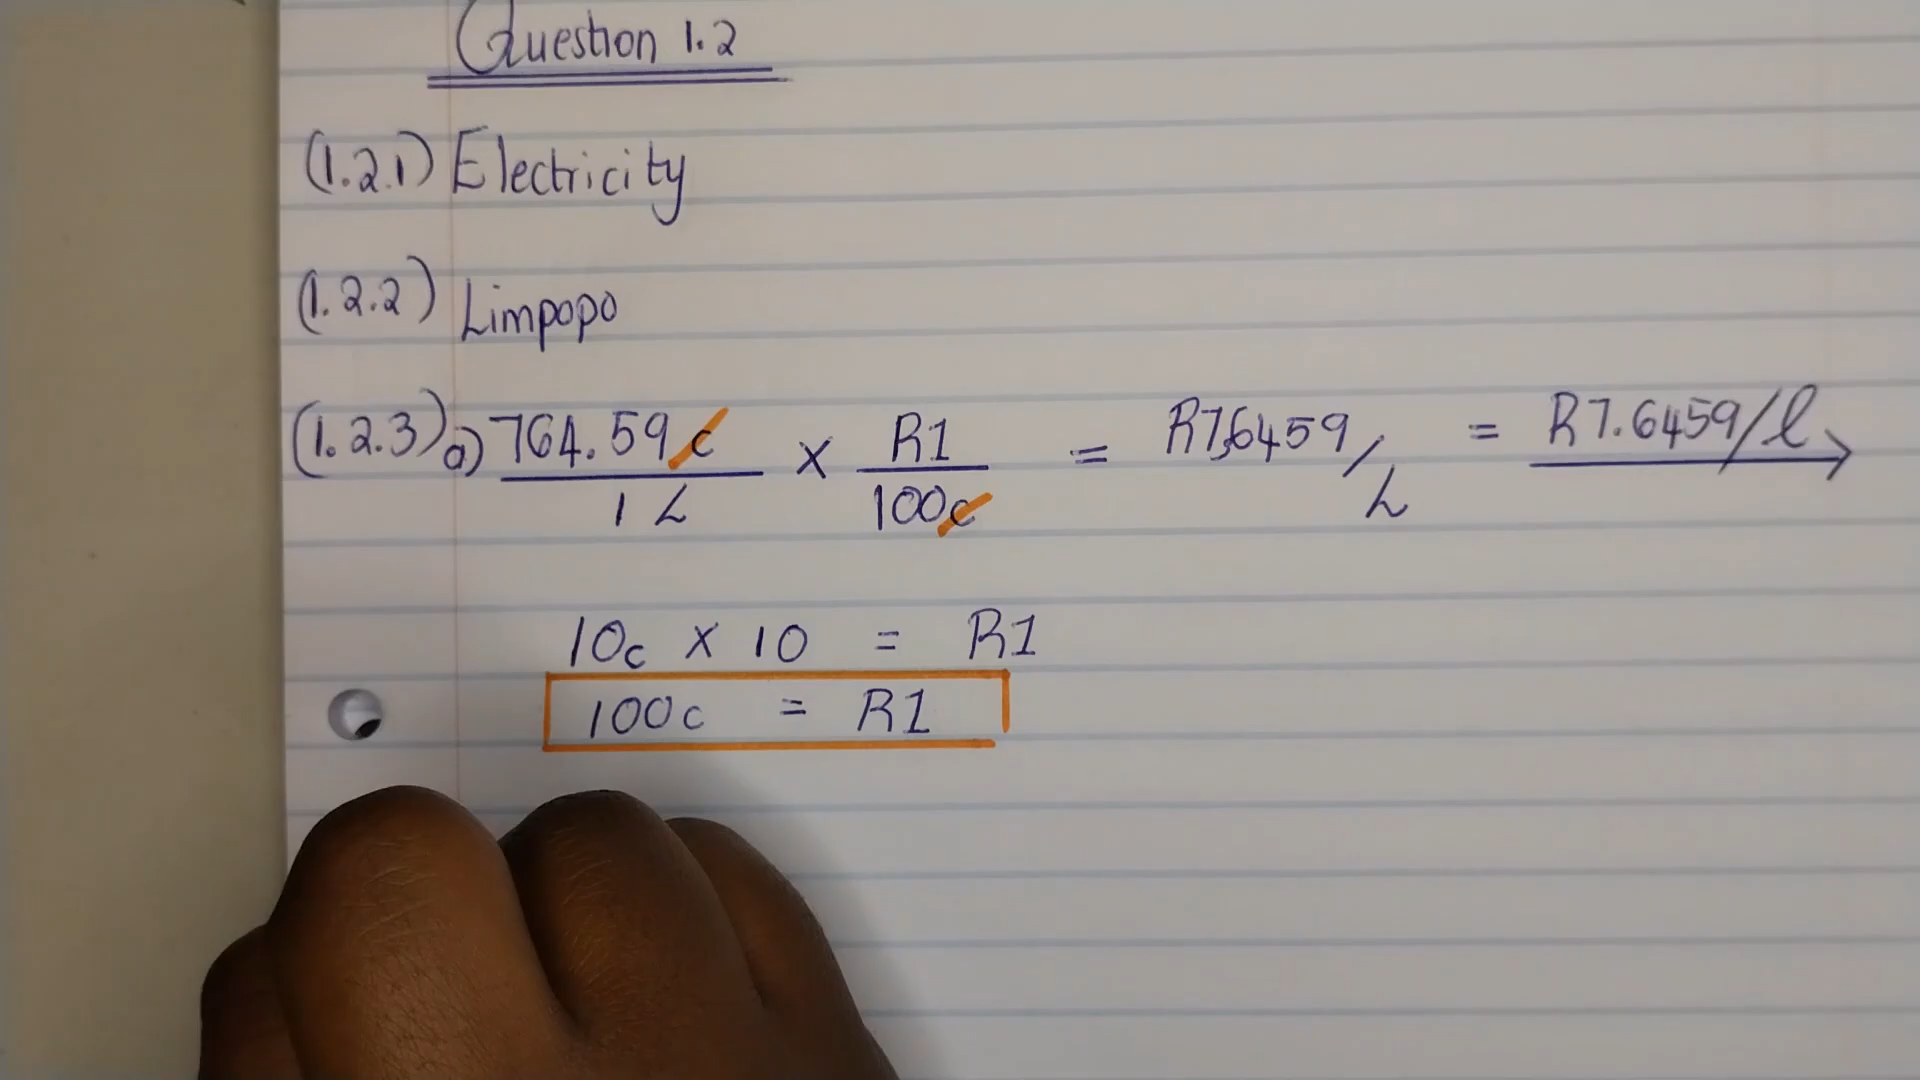 Question 1.2
(1.2.1) Electricity
(1.2.2) Limpopo
(1.2.3) a) 764.59c / 1 L × R1 / 100c = R7,6459/L = R7.6459/l
10c × 10 = R1
100c = R1